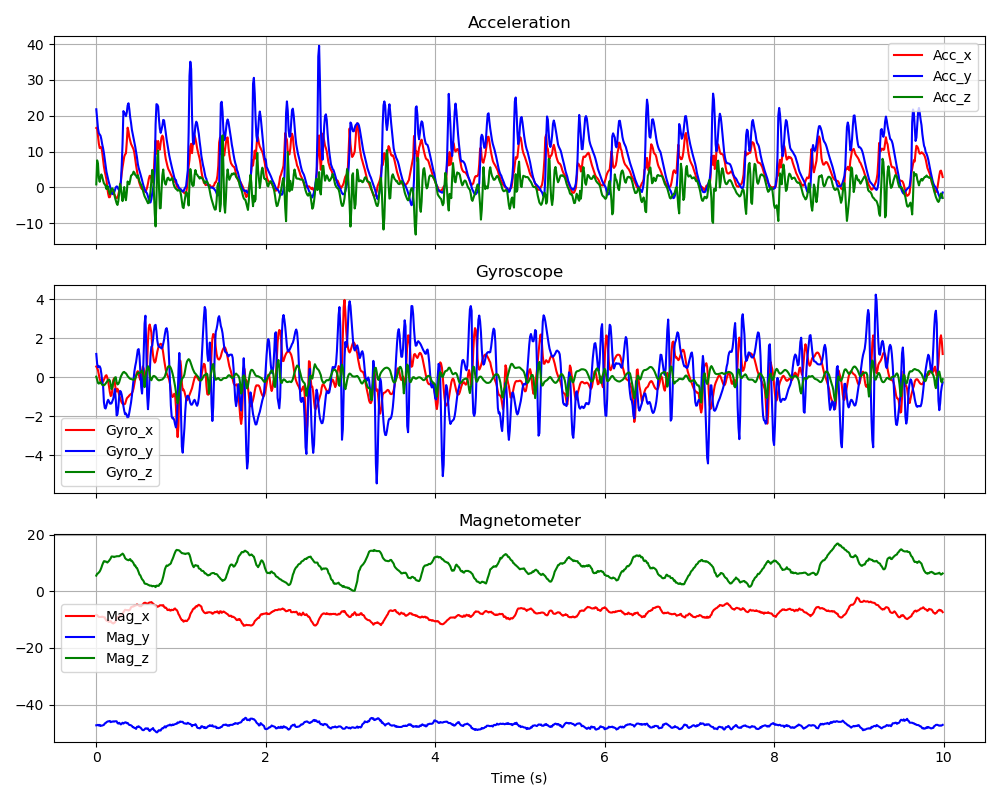 Acceleration
40
30
20
10
0
−10
Acc_x
Acc_y
Acc_z
Gyroscope
4
2
0
−2
−4
Gyro_x
Gyro_y
Gyro_z
Magnetometer
20
0
−20
−40
Mag_x
Mag_y
Mag_z
0 2 4 6 8 10
Time (s)